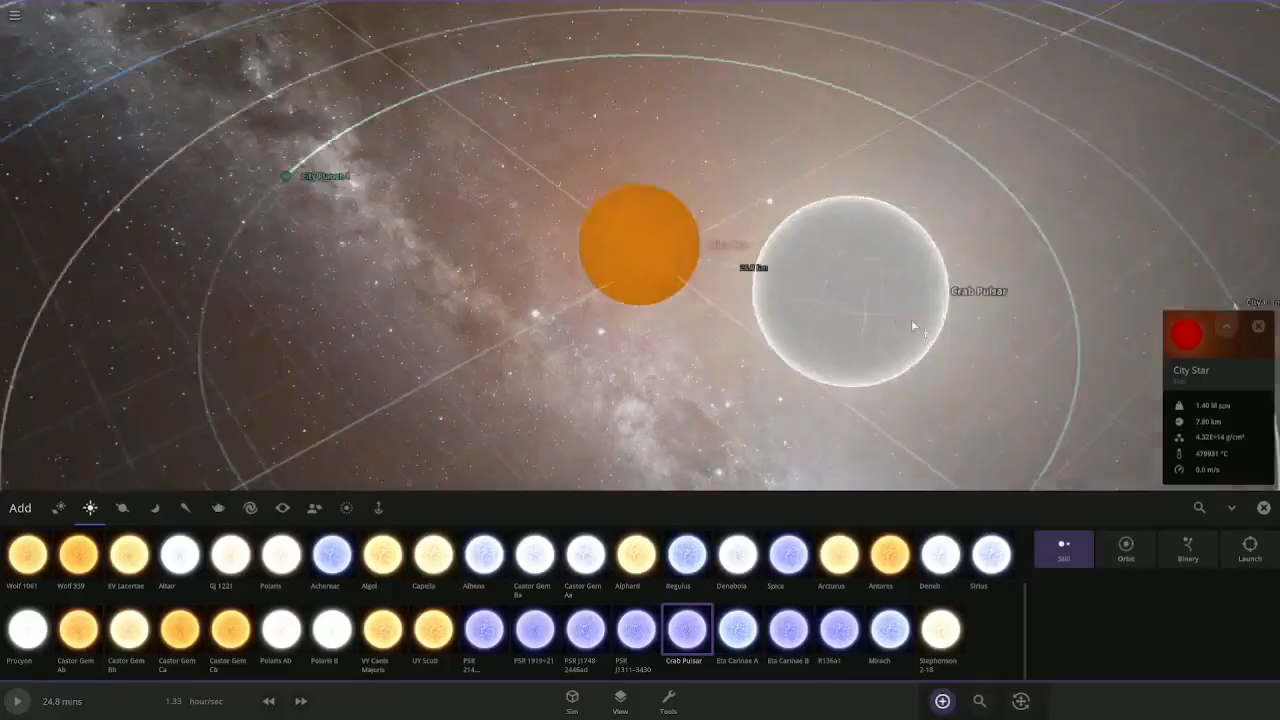 City Planet 1
Crab Pulsar
City Star
Star
1.40 M SUN
7.80 km
4.32E+14 g/cm³
479931 °C
0.0 m/s
Add
Wolf 1061
Wolf 359
EV Lacertae
Altair
GJ 1221
Polaris
Achernar
Algol
Capella
Alhena
Castor Gem Ba
Castor Gem Aa
Alphard
Regulus
Denebola
Spica
Arcturus
Antares
Deneb
Sirius
Still
Orbit
Binary
Launch
Procyon
Castor Gem Ab
Castor Gem Bb
Castor Gem Ca
Castor Gem Cb
Polaris Ab
Polaris B
VY Canis Majoris
UY Scuti
PSR 214...
PSR 1919+21
PSR J1748-2446ad
PSR J1311-3430
Crab Pulsar
Eta Carinae A
Eta Carinae B
R136a1
Mirach
Stephenson 2-18
24.8 mins
1.33 hour/sec
Sim
View
Tools